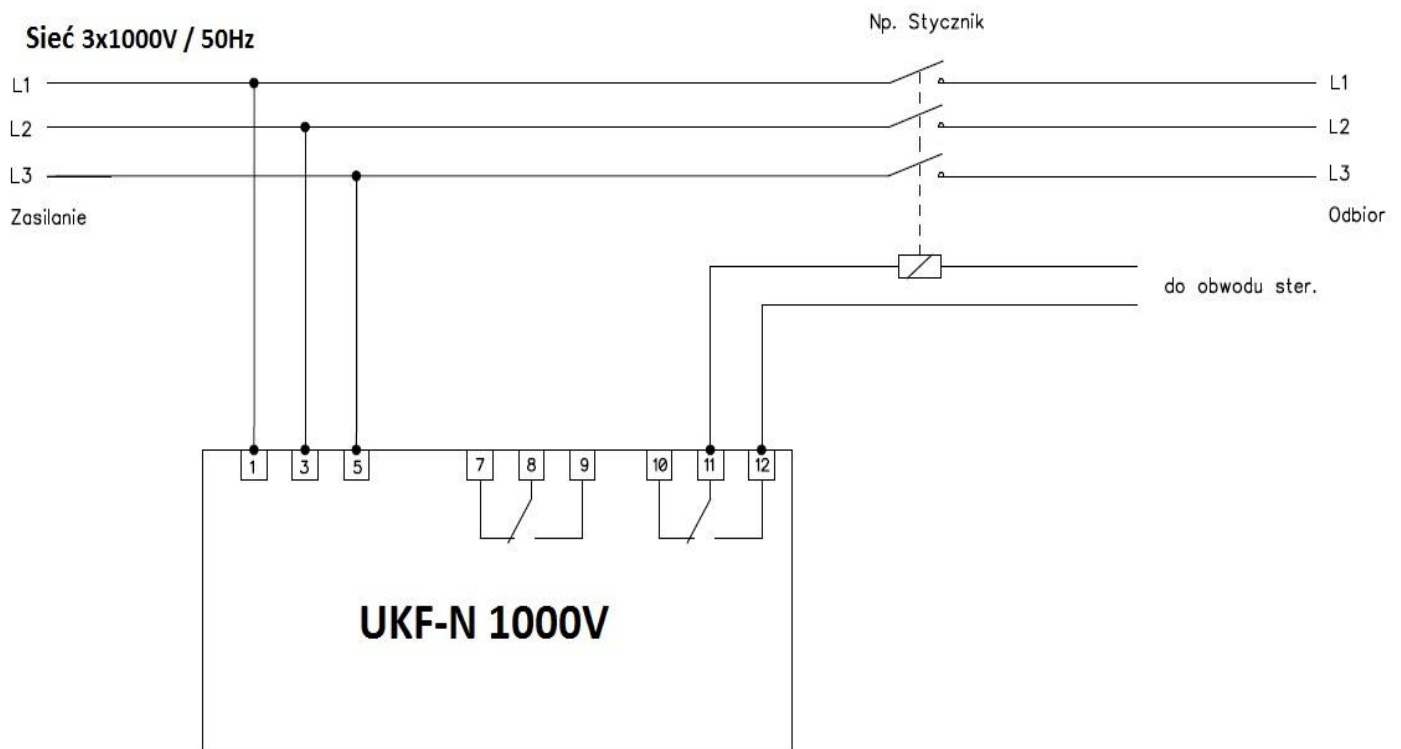 Np. Stycznik
Sieć 3x1000V / 50Hz
L1 L1
L2 L2
L3 L3
Zasilanie Odbior
do obwodu ster.
1 3 5 7 8 9 10 11 12
UKF-N 1000V